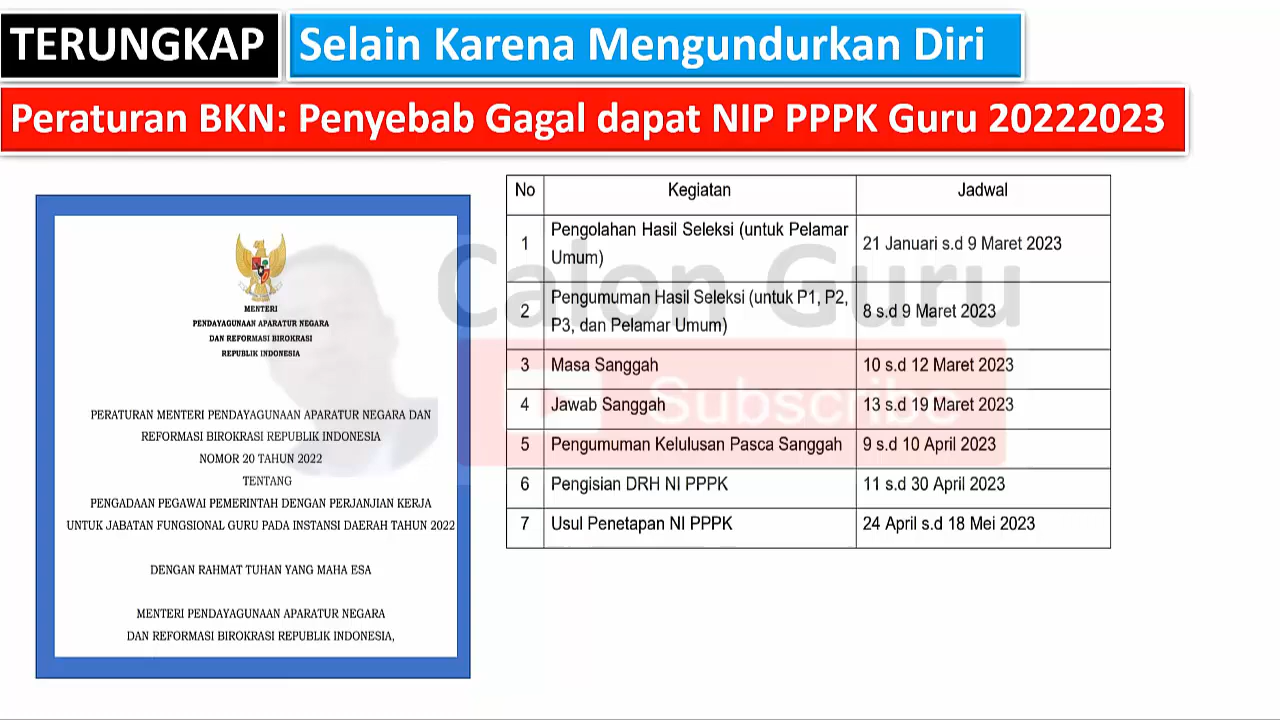 TERUNGKAP
Selain Karena Mengundurkan Diri
Peraturan BKN: Penyebab Gagal dapat NIP PPPK Guru 20222023
MENTERI
PENDAYAGUNAAN APARATUR NEGARA
DAN REFORMASI BIROKRASI
REPUBLIK INDONESIA
PERATURAN MENTERI PENDAYAGUNAAN APARATUR NEGARA DAN
REFORMASI BIROKRASI REPUBLIK INDONESIA
NOMOR 20 TAHUN 2022
TENTANG
PENGADAAN PEGAWAI PEMERINTAH DENGAN PERJANJIAN KERJA
UNTUK JABATAN FUNGSIONAL GURU PADA INSTANSI DAERAH TAHUN 2022
DENGAN RAHMAT TUHAN YANG MAHA ESA
MENTERI PENDAYAGUNAAN APARATUR NEGARA
DAN REFORMASI BIROKRASI REPUBLIK INDONESIA,
No Kegiatan Jadwal
1 Pengolahan Hasil Seleksi (untuk Pelamar
Umum) 21 Januari s.d 9 Maret 2023
2 Pengumuman Hasil Seleksi (untuk P1, P2,
P3, dan Pelamar Umum) 8 s.d 9 Maret 2023
3 Masa Sanggah 10 s.d 12 Maret 2023
4 Jawab Sanggah 13 s.d 19 Maret 2023
5 Pengumuman Kelulusan Pasca Sanggah 9 s.d 10 April 2023
6 Pengisian DRH NI PPPK 11 s.d 30 April 2023
7 Usul Penetapan NI PPPK 24 April s.d 18 Mei 2023
Calon Guru
Subscribe